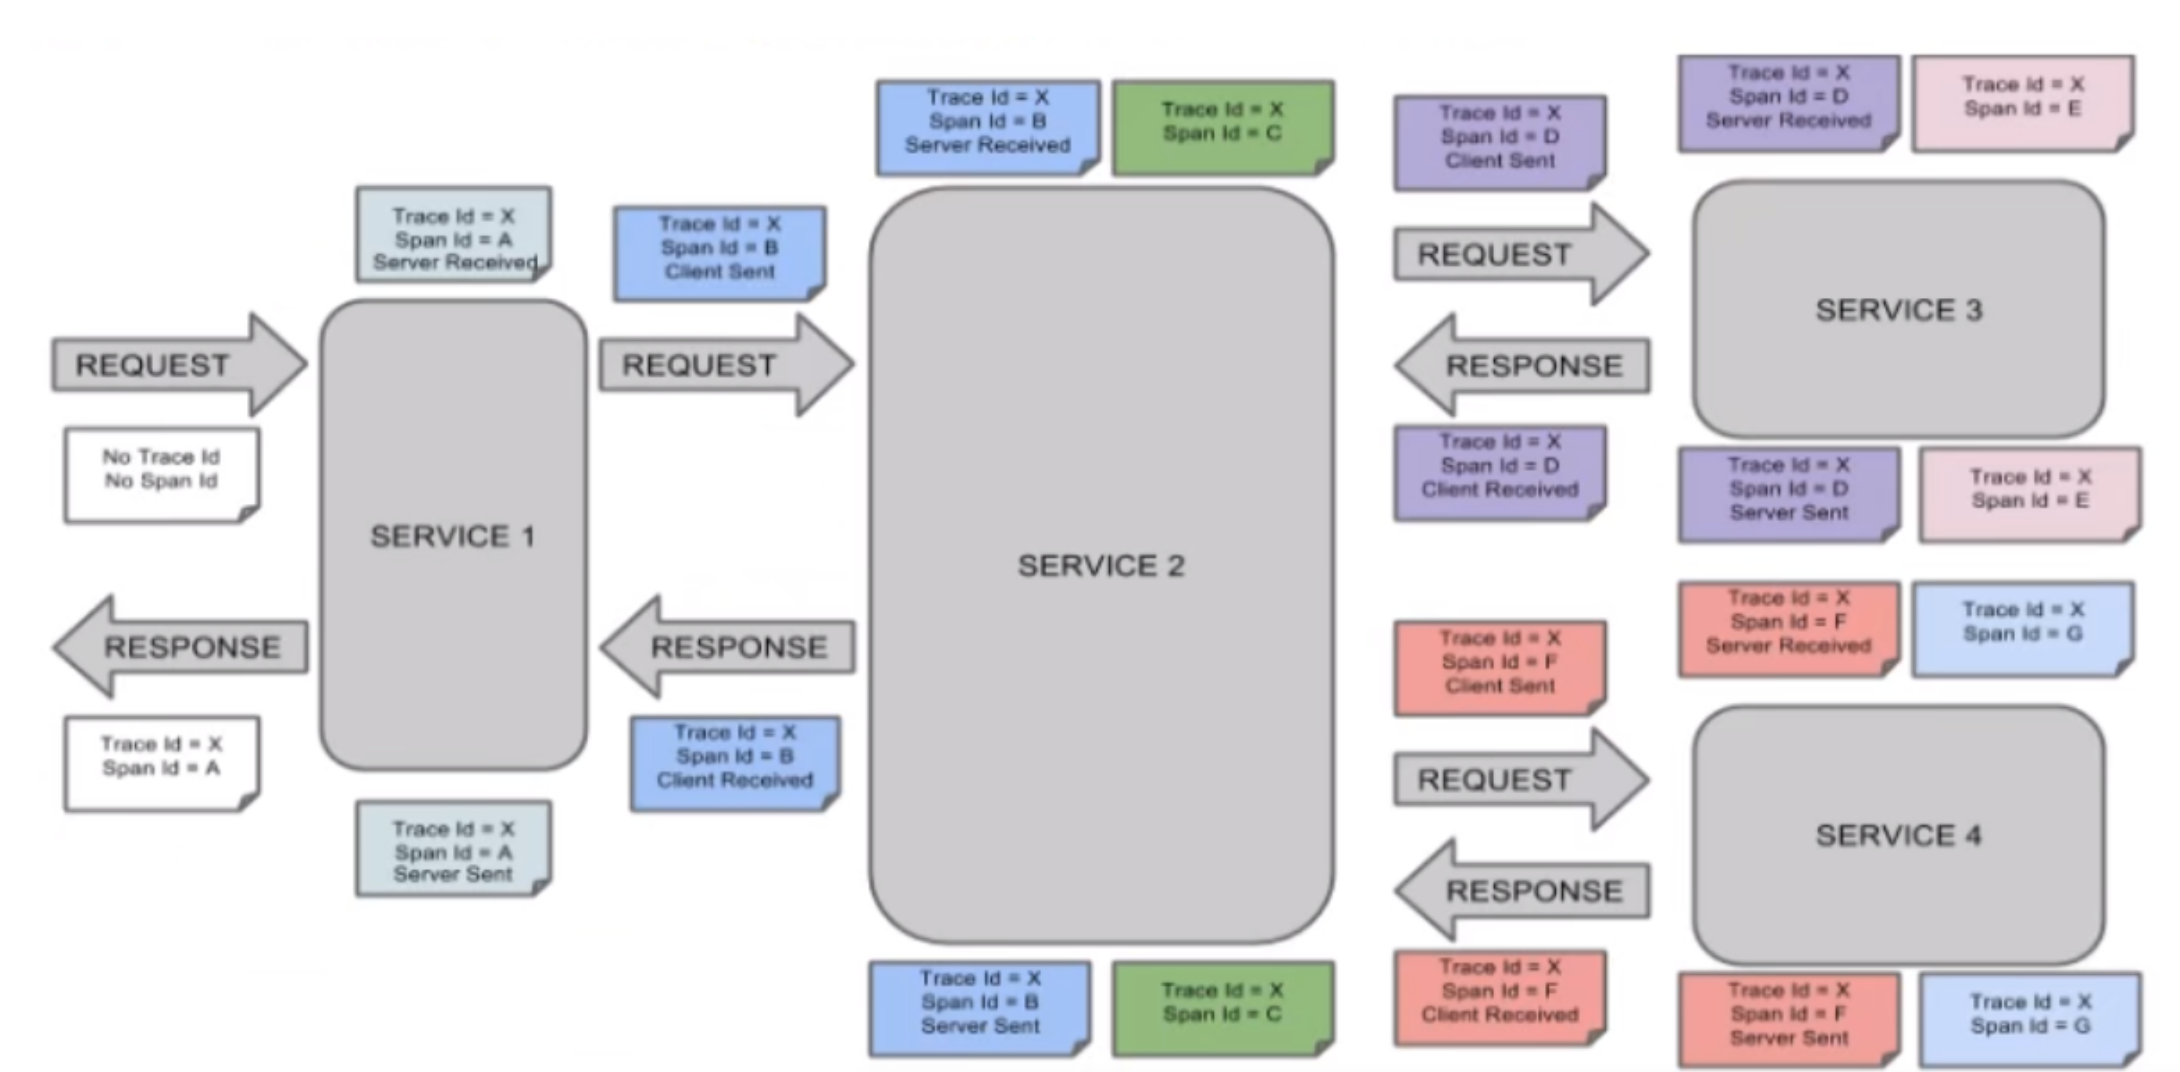 Trace Id = X
Span Id = A
Server Received
REQUEST
No Trace Id
No Span Id
SERVICE 1
RESPONSE
Trace Id = X
Span Id = A
Trace Id = X
Span Id = A
Server Sent
Trace Id = X
Span Id = B
Client Sent
REQUEST
RESPONSE
Trace Id = X
Span Id = B
Client Received
Trace Id = X
Span Id = B
Server Received
Trace Id = X
Span Id = C
SERVICE 2
Trace Id = X
Span Id = B
Server Sent
Trace Id = X
Span Id = C
Trace Id = X
Span Id = D
Client Sent
REQUEST
RESPONSE
Trace Id = X
Span Id = D
Client Received
Trace Id = X
Span Id = D
Server Received
Trace Id = X
Span Id = E
SERVICE 3
Trace Id = X
Span Id = D
Server Sent
Trace Id = X
Span Id = E
Trace Id = X
Span Id = F
Client Sent
REQUEST
RESPONSE
Trace Id = X
Span Id = F
Client Received
Trace Id = X
Span Id = F
Server Received
Trace Id = X
Span Id = G
SERVICE 4
Trace Id = X
Span Id = F
Server Sent
Trace Id = X
Span Id = G